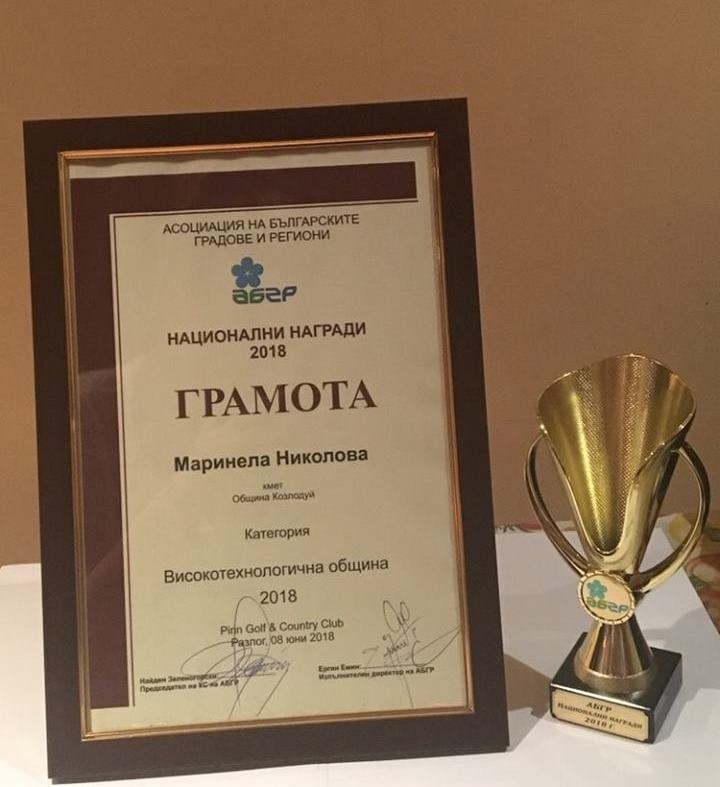 АСОЦИАЦИЯ НА БЪЛГАРСКИТЕ
ГРАДОВЕ И РЕГИОНИ
АБГР
НАЦИОНАЛНИ НАГРАДИ
2018
ГРАМОТА
Маринела Николова
кмет
Община Козлодуй
Категория
Високотехнологична община
2018
Pirin Golf & Country Club
Разлог, 08 юни 2018
Найден Зеленогорски:
Председател на УС на АБГР
Ергин Емин:
Изпълнителен директор на АБГР
АБГР
АБГР
НАЦИОНАЛНИ НАГРАДИ
2018 Г.